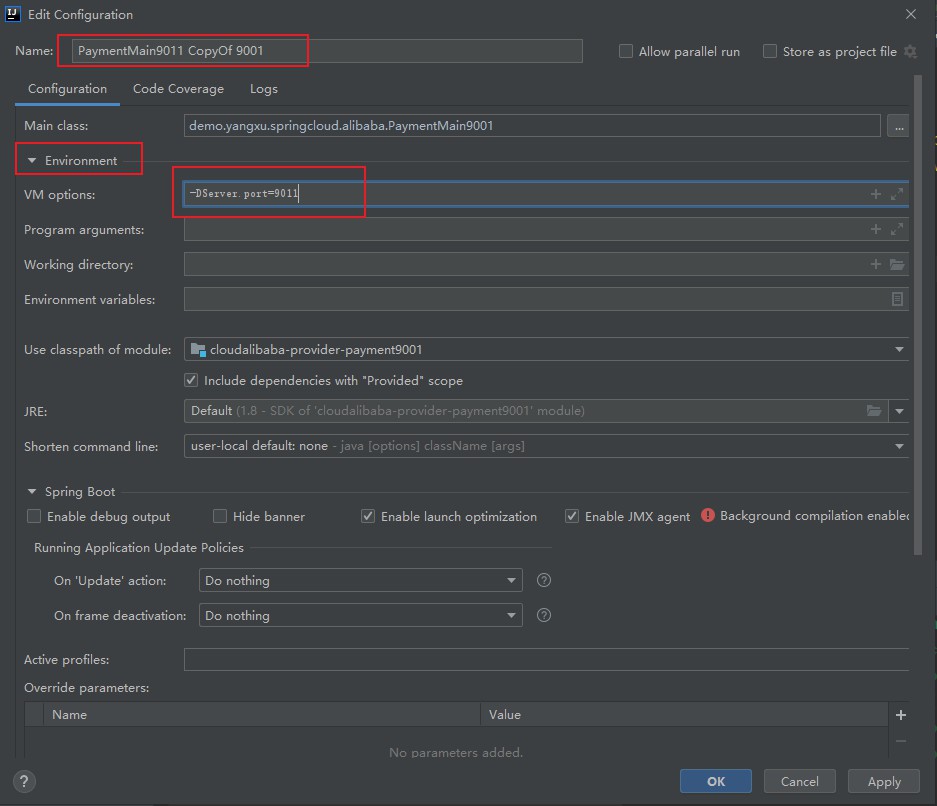 IJ
Edit Configuration
Name: PaymentMain9011 CopyOf 9001 Allow parallel run Store as project file
Configuration Code Coverage Logs
Main class: demo.yangxu.springcloud.alibaba.PaymentMain9001 ...
Environment
VM options: -DServer.port=9011
Program arguments:
Working directory:
Environment variables:
Use classpath of module: cloudalibaba-provider-payment9001
Include dependencies with "Provided" scope
JRE: Default (1.8 - SDK of 'cloudalibaba-provider-payment9001' module)
Shorten command line: user-local default: none - java [options] className [args]
Spring Boot
Enable debug output Hide banner Enable launch optimization Enable JMX agent Background compilation enabled
Running Application Update Policies
On 'Update' action: Do nothing ?
On frame deactivation: Do nothing ?
Active profiles:
Override parameters:
Name Value
No parameters added.
? OK Cancel Apply